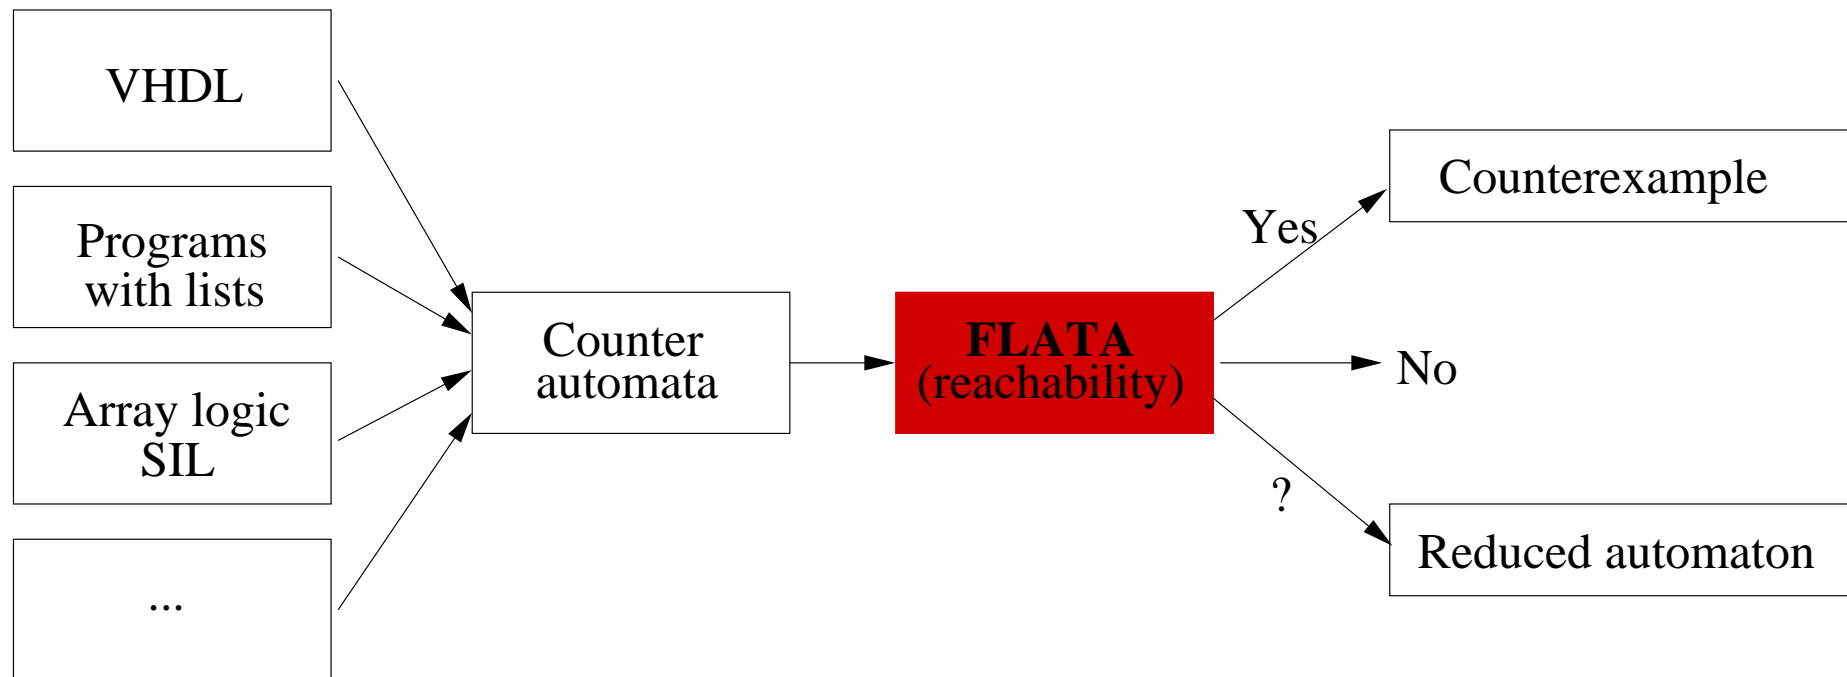 VHDL
Programs
with lists
Array logic
SIL
...
Counter
automata
FLATA
(reachability)
Yes
Counterexample
No
?
Reduced automaton